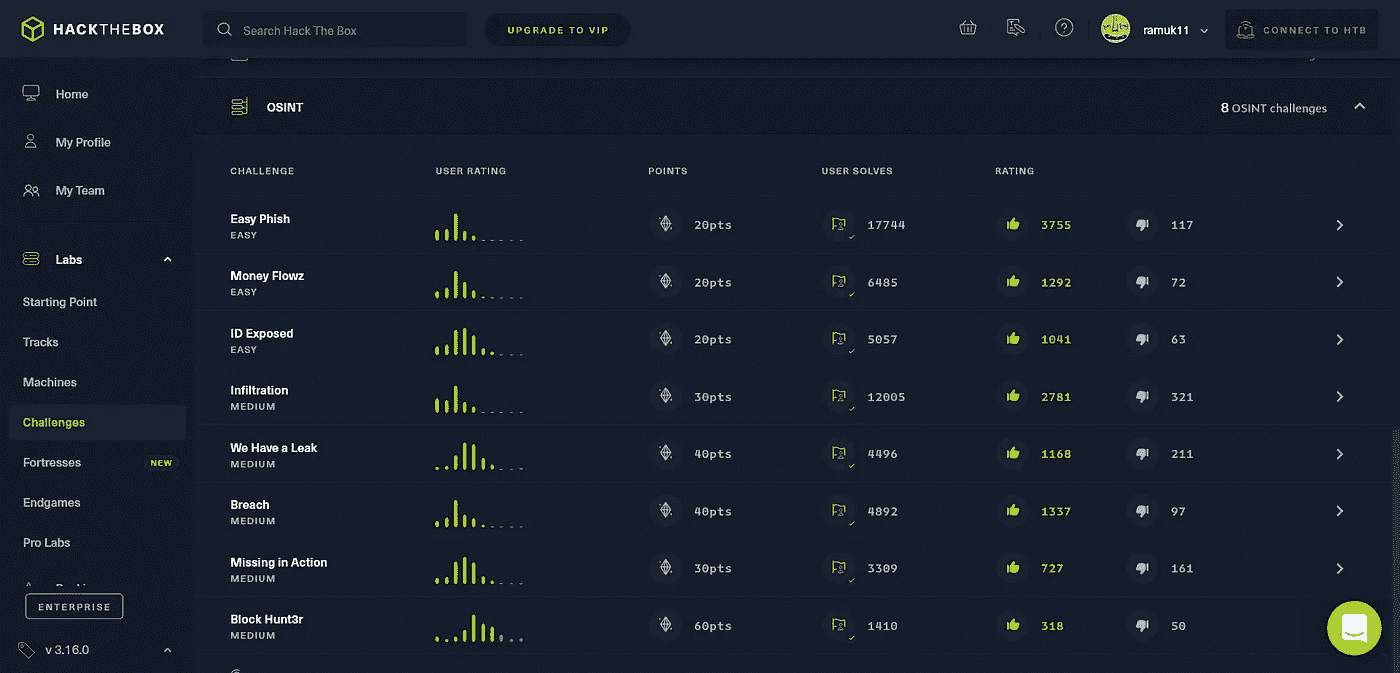 HACKTHEBOX
Search Hack The Box
UPGRADE TO VIP
ramuk11
CONNECT TO HTB
Home
My Profile
My Team
Labs
Starting Point
Tracks
Machines
Challenges
Fortresses NEW
Endgames
Pro Labs
ENTERPRISE
v 3.16.0
OSINT
8 OSINT challenges
CHALLENGE USER RATING POINTS USER SOLVES RATING
Easy Phish
EASY
20pts 17744 3755 117
Money Flowz
EASY
20pts 6485 1292 72
ID Exposed
EASY
20pts 5057 1041 63
Infiltration
MEDIUM
30pts 12005 2781 321
We Have a Leak
MEDIUM
40pts 4496 1168 211
Breach
MEDIUM
40pts 4892 1337 97
Missing in Action
MEDIUM
30pts 3309 727 161
Block Hunt3r
MEDIUM
60pts 1410 318 50